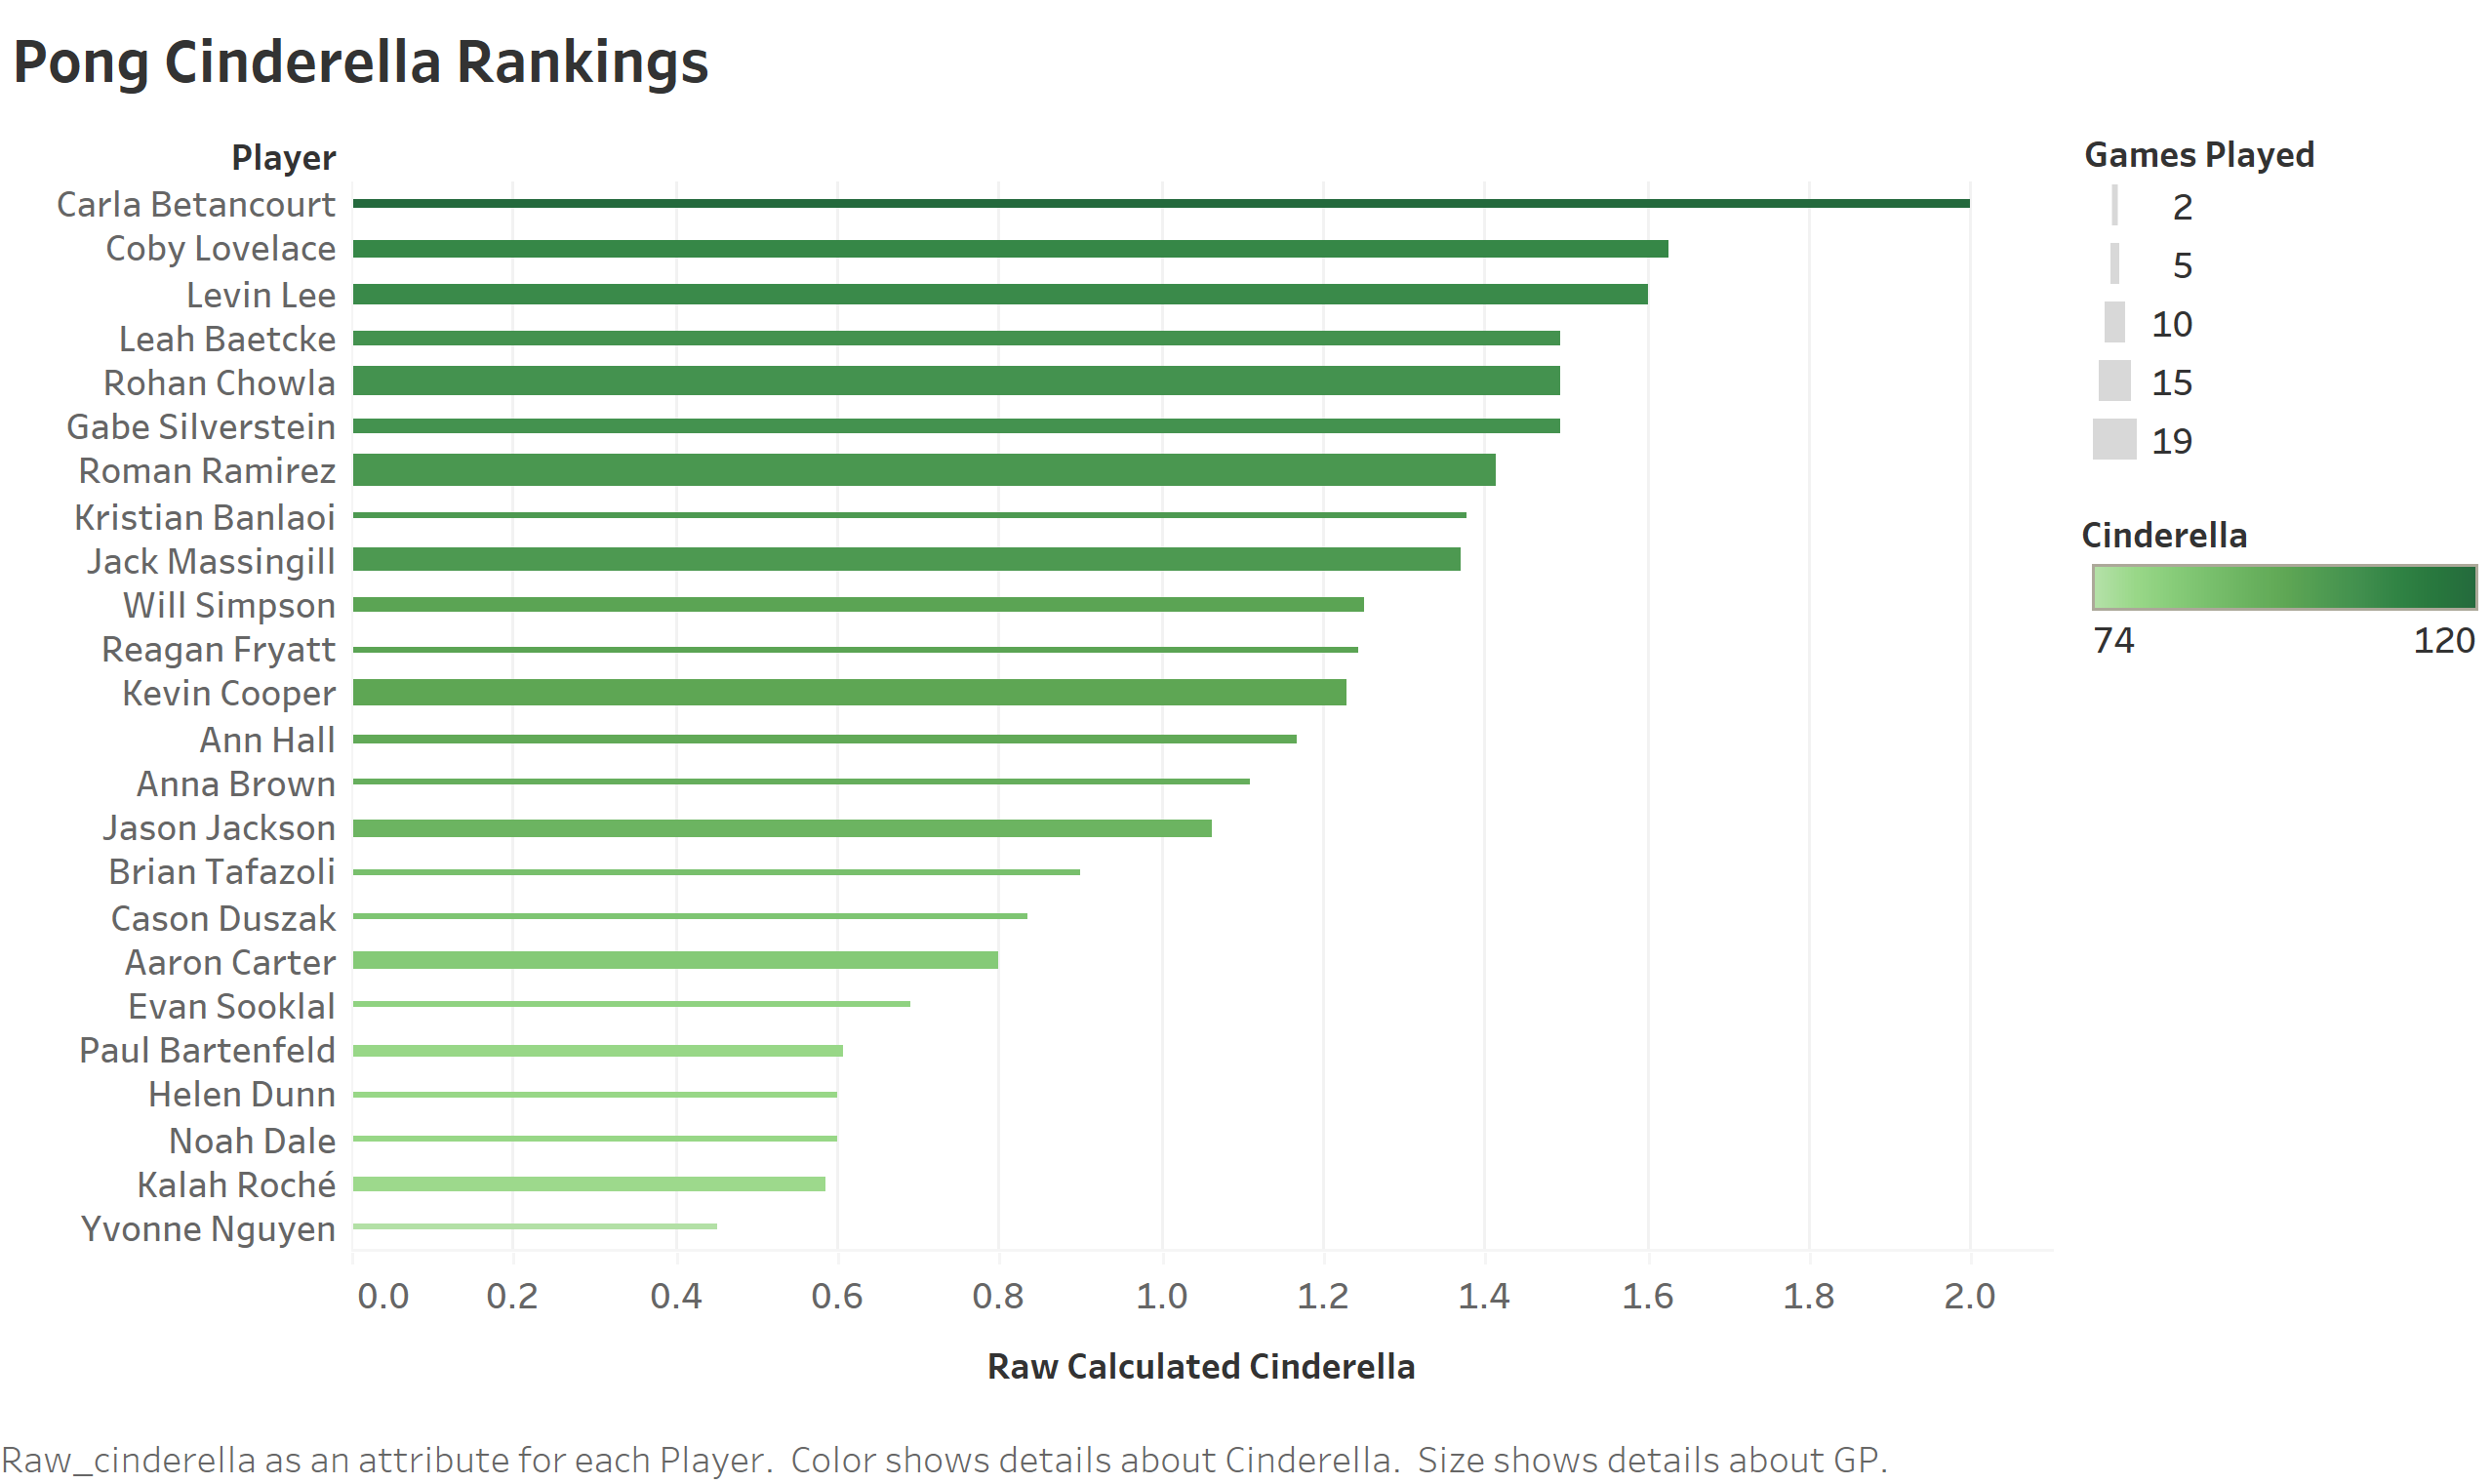 Pong Cinderella Rankings
Player
Carla Betancourt
Coby Lovelace
Levin Lee
Leah Baetcke
Rohan Chowla
Gabe Silverstein
Roman Ramirez
Kristian Banlaoi
Jack Massingill
Will Simpson
Reagan Fryatt
Kevin Cooper
Ann Hall
Anna Brown
Jason Jackson
Brian Tafazoli
Cason Duszak
Aaron Carter
Evan Sooklal
Paul Bartenfeld
Helen Dunn
Noah Dale
Kalah Roché
Yvonne Nguyen
0.0 0.2 0.4 0.6 0.8 1.0 1.2 1.4 1.6 1.8 2.0
Raw Calculated Cinderella
Games Played
2
5
10
15
19
Cinderella
74 120
Raw_cinderella as an attribute for each Player.  Color shows details about Cinderella.  Size shows details about GP.